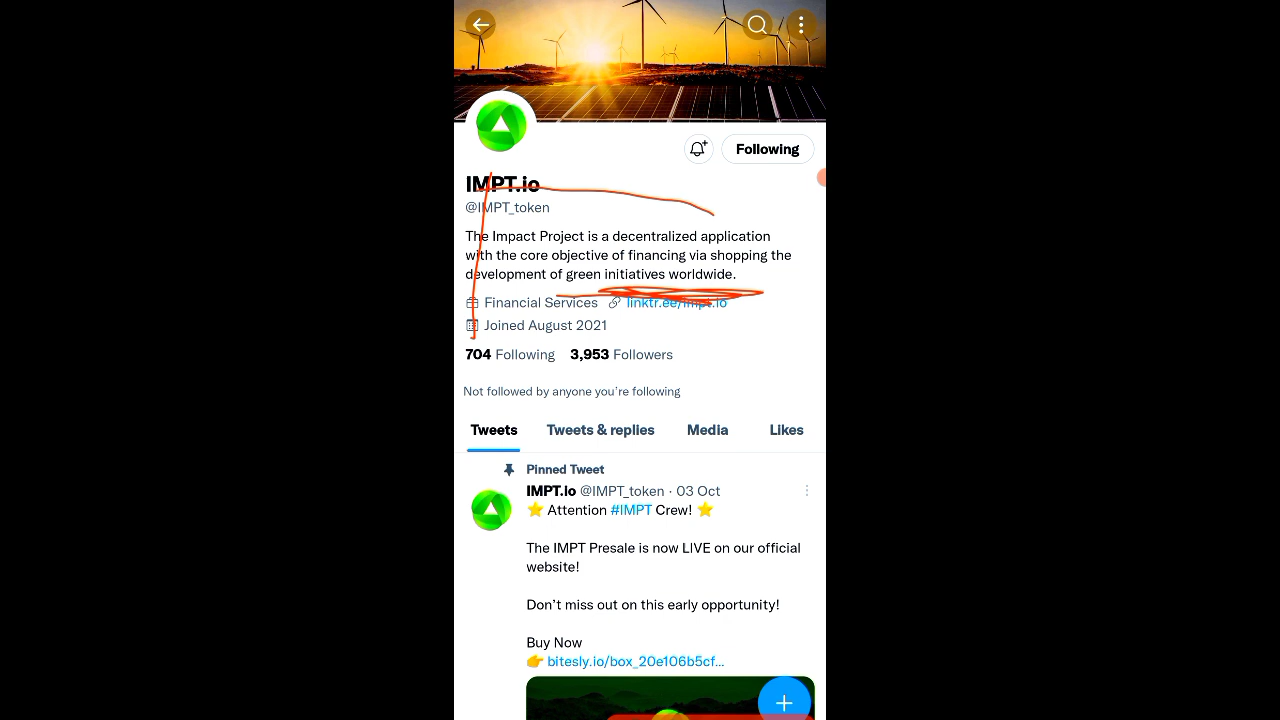 Following
IMPT.io
@IMPT_token
The Impact Project is a decentralized application
with the core objective of financing via shopping the
development of green initiatives worldwide.
Financial Services linktr.ee/impt.io
Joined August 2021
704 Following 3,953 Followers
Not followed by anyone you're following
Tweets Tweets & replies Media Likes
Pinned Tweet
IMPT.io @IMPT_token · 03 Oct
⭐ Attention #IMPT Crew! ⭐
The IMPT Presale is now LIVE on our official
website!
Don't miss out on this early opportunity!
Buy Now
👉 bitesly.io/box_20e106b5cf...